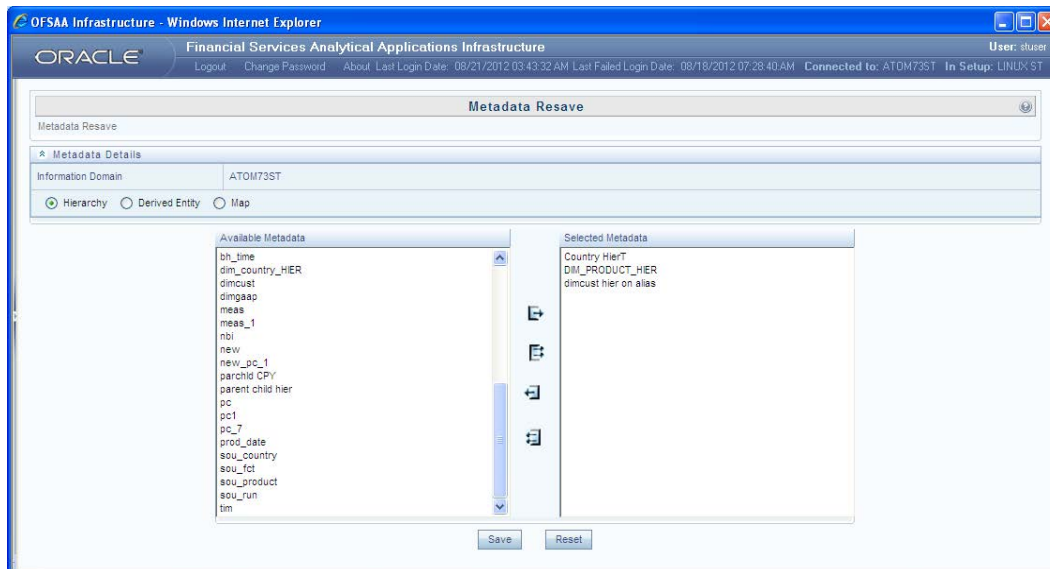 OFSAA Infrastructure - Windows Internet Explorer
ORACLE
Financial Services Analytical Applications Infrastructure
User: stuser
Logout Change Password About Last Login Date: 08/21/2012 03:43:32 AM Last Failed Login Date: 08/18/2012 07:28:40 AM Connected to: ATOM73ST In Setup: LINUX ST
Metadata Resave
Metadata Resave
Metadata Details
Information Domain ATOM73ST
Hierarchy Derived Entity Map
Available Metadata
bh_time
dim_country_HIER
dimcust
dimgaap
meas
meas_1
nbi
new
new_pc_1
parchld CPY
parent child hier
pc
pc1
pc_7
prod_date
sou_country
sou_fct
sou_product
sou_run
tim
Selected Metadata
Country HierT
DIM_PRODUCT_HIER
dimcust hier on alias
Save Reset